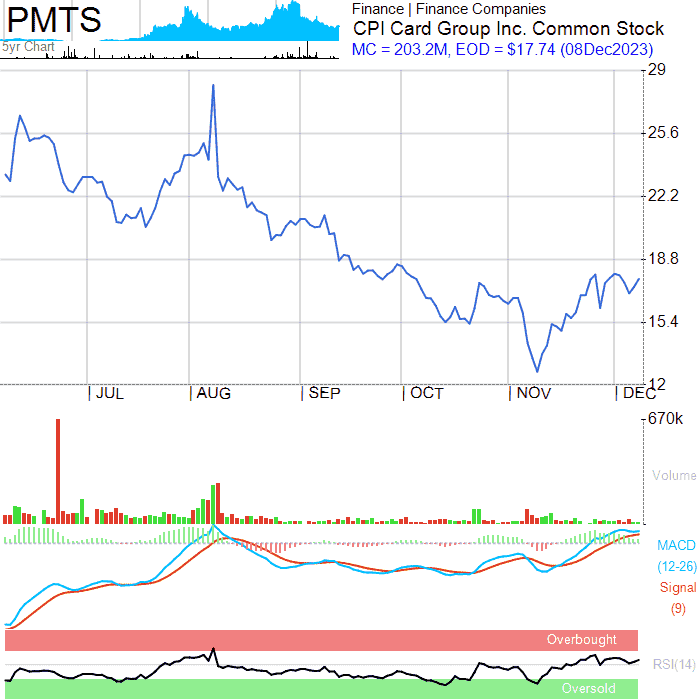 PMTS
5yr Chart
Finance | Finance Companies
CPI Card Group Inc. Common Stock
MC = 203.2M, EOD = $17.74 (08Dec2023)
29
25.6
22.2
18.8
15.4
12
JUL AUG SEP OCT NOV DEC
670k
Volume
MACD
(12-26)
Signal
(9)
Overbought
RSI(14)
Oversold